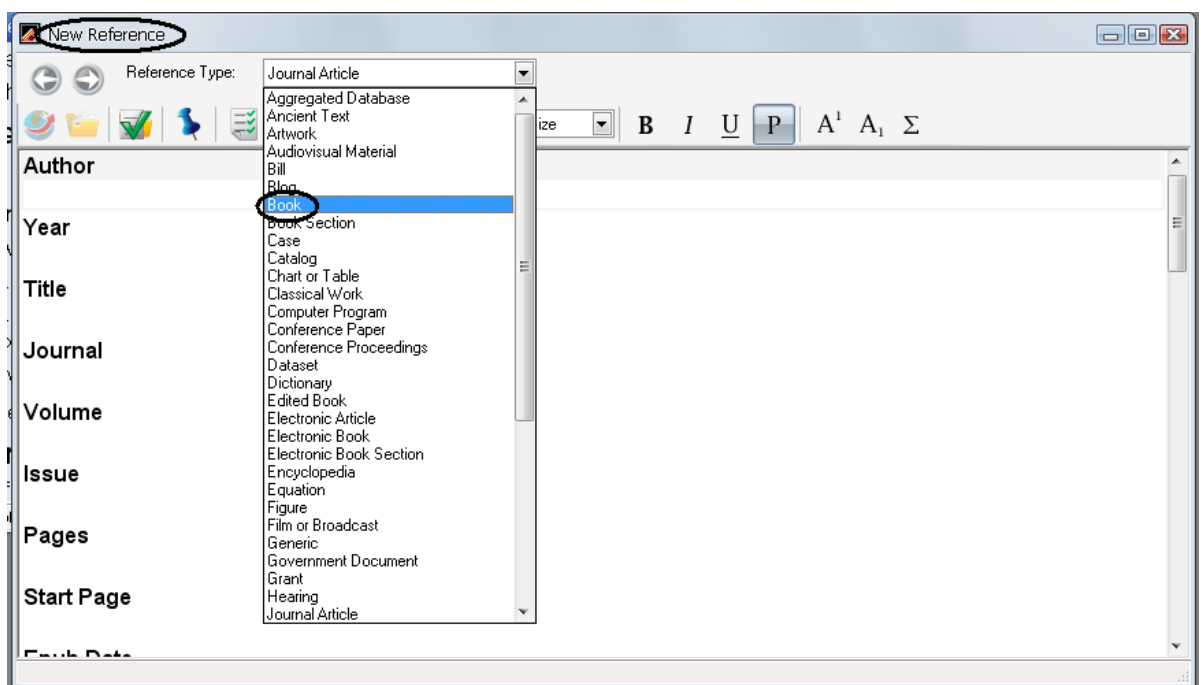 New Reference
Reference Type: Journal Article
Aggregated Database
Ancient Text
Artwork
Audiovisual Material
Bill
Blog
Book
Book Section
Case
Catalog
Chart or Table
Classical Work
Computer Program
Conference Paper
Conference Proceedings
Dataset
Dictionary
Edited Book
Electronic Article
Electronic Book
Electronic Book Section
Encyclopedia
Equation
Figure
Film or Broadcast
Generic
Government Document
Grant
Hearing
Journal Article
ize B I U P A1 A1 Σ
Author
Year
Title
Journal
Volume
Issue
Pages
Start Page
Epub Date